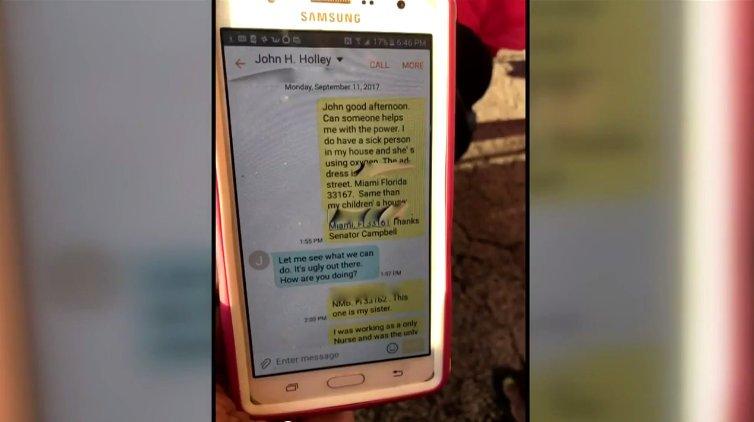 SAMSUNG
17% 6:46 PM
John H. Holley
CALL MORE
Monday, September 11, 2017
John good afternoon.
Can someone helps
me with the power. I
do have a sick person
in my house and she's
using oxygen. The ad
dress is
street. Miami Florida
33167. Same than
my children's house
Miami, Fl 33161 Thanks
Senator Campbell
1:55 PM
J
Let me see what we can
do. It's ugly out there.
How are you doing?
1:57 PM
NMB. Fl 33162. This
one is my sister.
2:00 PM
I was working as a only
Nurse and was the only
Enter message